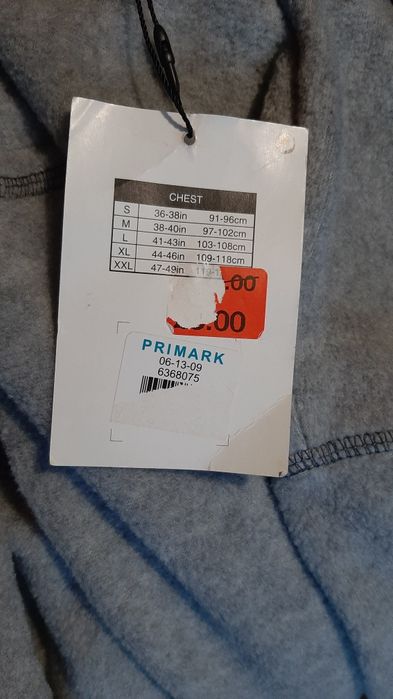 CHEST
S 36-38in 91-96cm
M 38-40in 97-102cm
L 41-43in 103-108cm
XL 44-46in 109-118cm
XXL 47-49in
.00
.00
PRIMARK
06-13-09
6368075